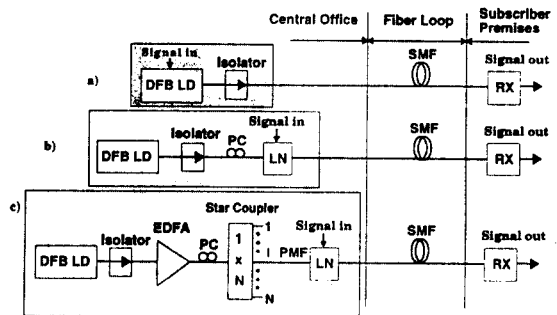 Central Office
Fiber Loop
Subscriber
Premises
a)
Signal in
DFB LD
Isolator
SMF
Signal out
RX
b)
DFB LD
Isolator
PC
Signal in
LN
SMF
Signal out
RX
c)
DFB LD
Isolator
EDFA
PC
Star Coupler
1
x
N
1
i
N
PMF
Signal in
LN
SMF
Signal out
RX